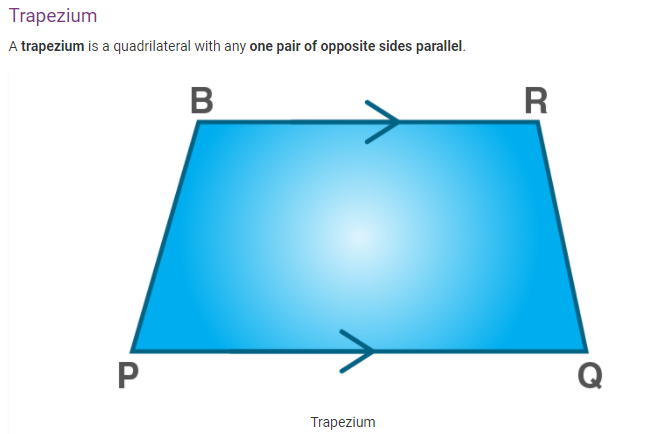 Trapezium
A trapezium is a quadrilateral with any one pair of opposite sides parallel.
B R
P Q
Trapezium